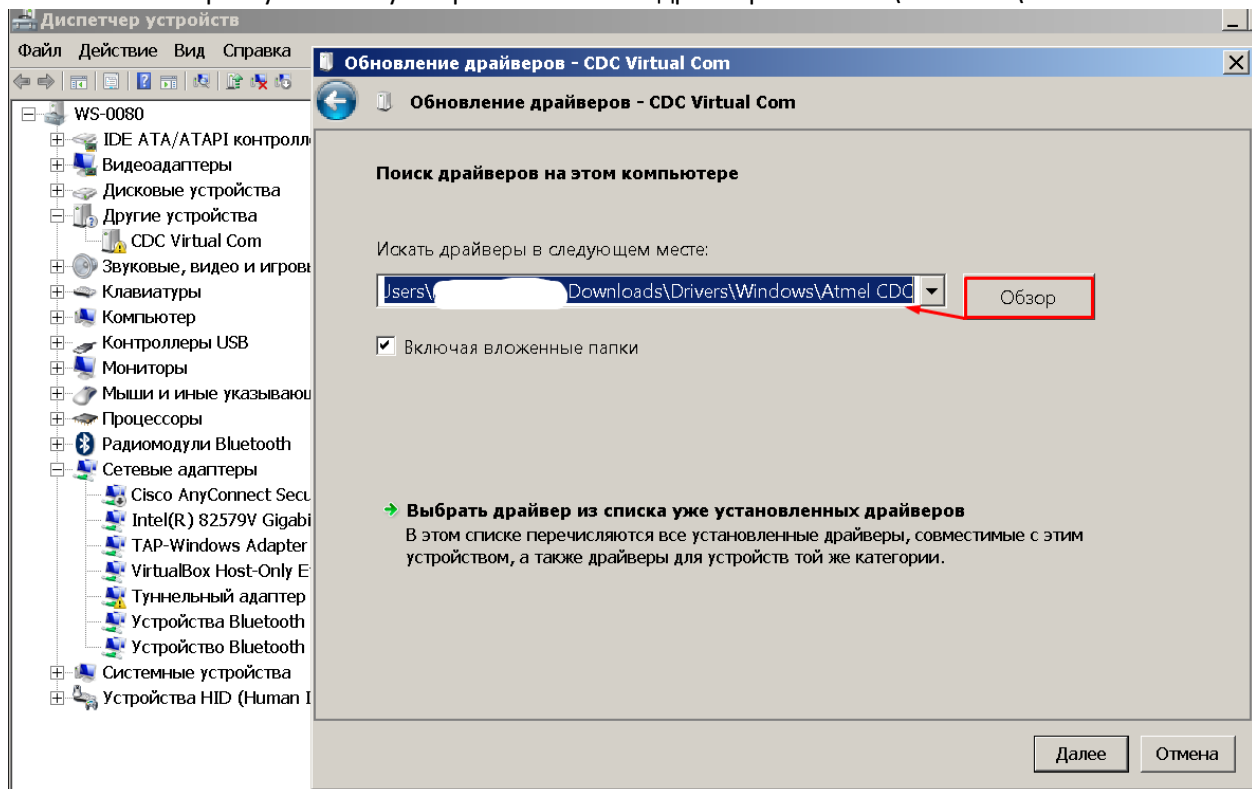 Диспетчер устройств
Файл Действие Вид Справка
WS-0080
IDE ATA/ATAPI контролл
Видеоадаптеры
Дисковые устройства
Другие устройства
CDC Virtual Com
Звуковые, видео и игровы
Клавиатуры
Компьютер
Контроллеры USB
Мониторы
Мыши и иные указывающ
Процессоры
Радиомодули Bluetooth
Сетевые адаптеры
Cisco AnyConnect Secu
Intel(R) 82579V Gigabi
TAP-Windows Adapter
VirtualBox Host-Only E
Туннельный адаптер
Устройства Bluetooth
Устройство Bluetooth
Системные устройства
Устройства HID (Human I
Обновление драйверов - CDC Virtual Com
Обновление драйверов - CDC Virtual Com
Поиск драйверов на этом компьютере
Искать драйверы в следующем месте:
Users\ Downloads\Drivers\Windows\Atmel CDC
Обзор
Включая вложенные папки
Выбрать драйвер из списка уже установленных драйверов
В этом списке перечисляются все установленные драйверы, совместимые с этим
устройством, а также драйверы для устройств той же категории.
Далее Отмена